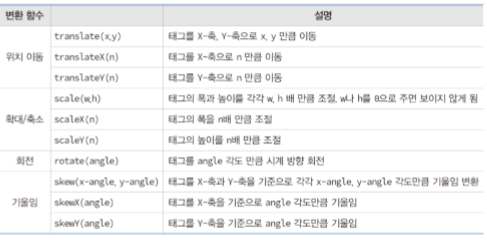 변환 함수 설명
위치 이동
translate(x,y) 태그를 X-축, Y-축으로 x, y 만큼 이동
translateX(n) 태그를 X-축으로 n 만큼 이동
translateY(n) 태그를 Y-축으로 n 만큼 이동
확대/축소
scale(w,h) 태그의 폭과 높이를 각각 w, h 배 만큼 조절, w나 h를 0으로 주면 보이지 않게 됨
scaleX(n) 태그의 폭을 n배 만큼 조절
scaleY(n) 태그의 높이를 n배 만큼 조절
회전 rotate(angle) 태그를 angle 각도 만큼 시계 방향 회전
기울임
skew(x-angle, y-angle) 태그를 X-축과 Y-축을 기준으로 각각 x-angle, y-angle 각도만큼 기울임 변환
skewX(angle) 태그를 X-축을 기준으로 angle 각도만큼 기울임
skewY(angle) 태그를 Y-축을 기준으로 angle 각도만큼 기울임